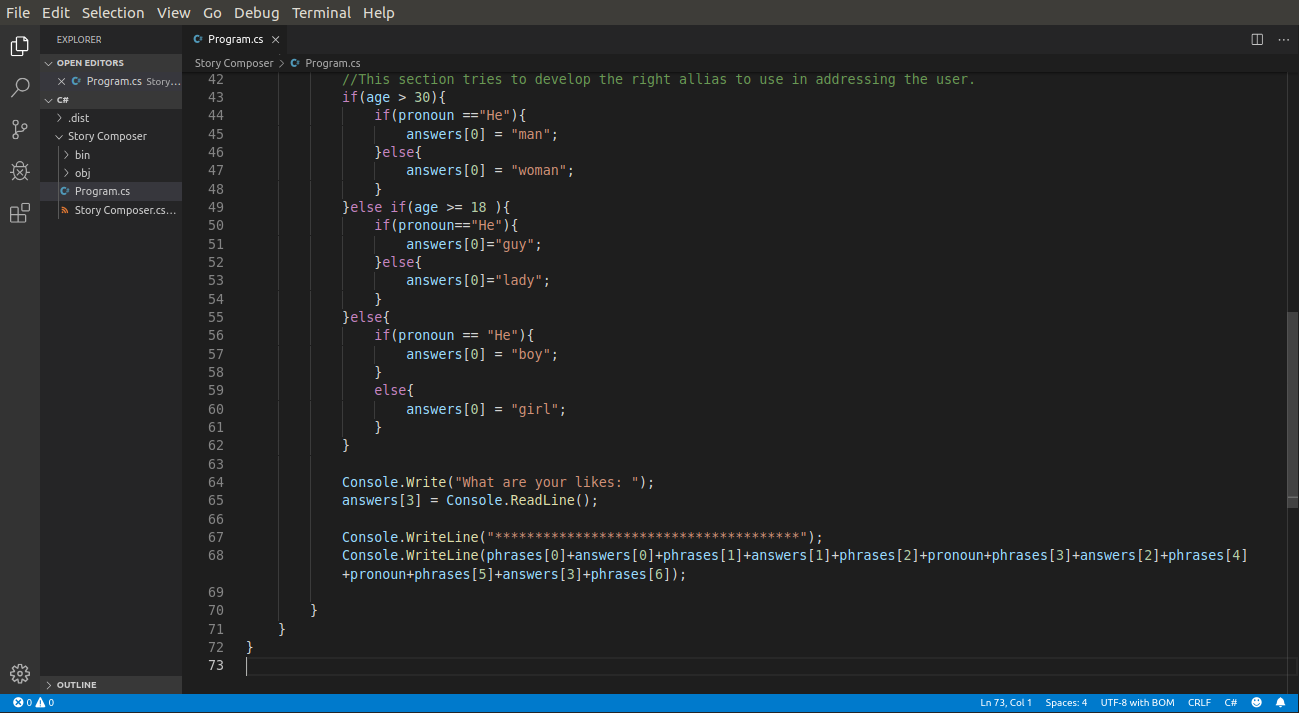 File Edit Selection View Go Debug Terminal Help
EXPLORER
OPEN EDITORS
Program.cs Story...
C#
.dist
Story Composer
bin
obj
Program.cs
Story Composer.cs...
OUTLINE
Program.cs
Story Composer > Program.cs
42 //This section tries to develop the right allias to use in addressing the user.
43 if(age > 30){
44 if(pronoun =="He"){
45 answers[0] = "man";
46 }else{
47 answers[0] = "woman";
48 }
49 }else if(age >= 18 ){
50 if(pronoun=="He"){
51 answers[0]="guy";
52 }else{
53 answers[0]="lady";
54 }
55 }else{
56 if(pronoun == "He"){
57 answers[0] = "boy";
58 }
59 else{
60 answers[0] = "girl";
61 }
62 }
63
64 Console.Write("What are your likes: ");
65 answers[3] = Console.ReadLine();
66
67 Console.WriteLine("**************************************");
68 Console.WriteLine(phrases[0]+answers[0]+phrases[1]+answers[1]+phrases[2]+pronoun+phrases[3]+answers[2]+phrases[4]
+pronoun+phrases[5]+answers[3]+phrases[6]);
69
70 }
71 }
72 }
73
0 0 Ln 73, Col 1 Spaces: 4 UTF-8 with BOM CRLF C#